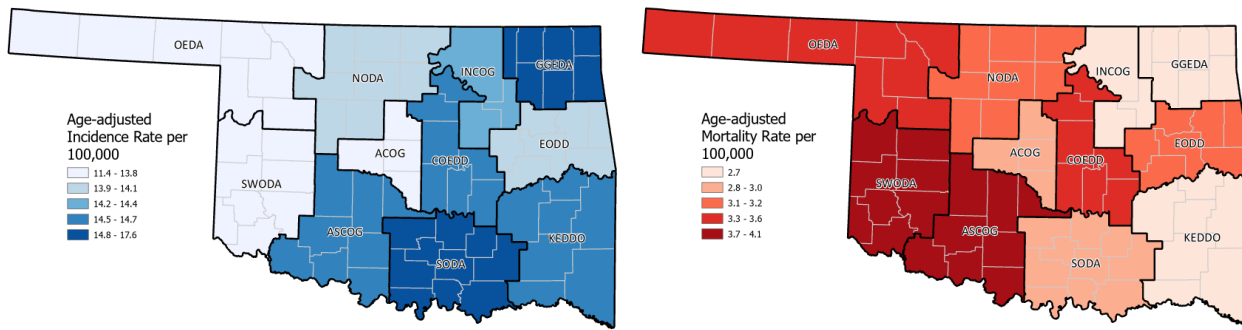 OEDA
NODA
INCOG
GGEDA
EODD
ACOG
COEDD
SWODA
ASCOG
SODA
KEDDO
Age-adjusted
Incidence Rate per
100,000
11.4 - 13.8
13.9 - 14.1
14.2 - 14.4
14.5 - 14.7
14.8 - 17.6
OEDA
NODA
INCOG
GGEDA
EODD
ACOG
COEDD
SWODA
ASCOG
SODA
KEDDO
Age-adjusted
Mortality Rate per
100,000
2.7
2.8 - 3.0
3.1 - 3.2
3.3 - 3.6
3.7 - 4.1